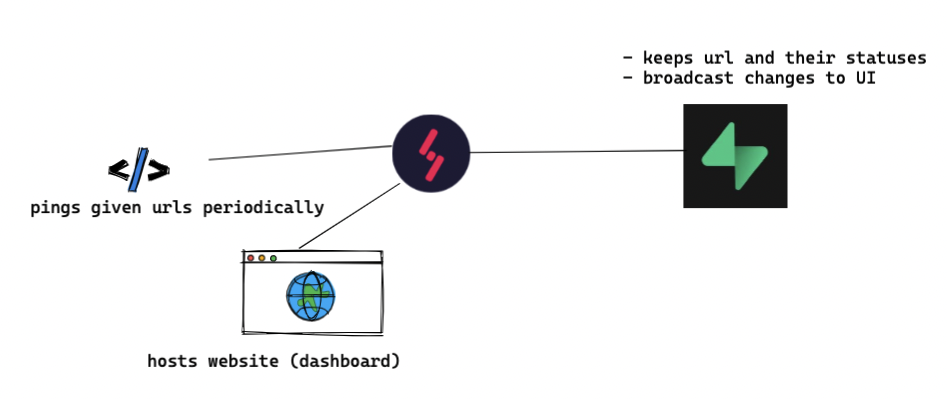 - keeps url and their statuses
- broadcast changes to UI
</>
pings given urls periodically
hosts website (dashboard)